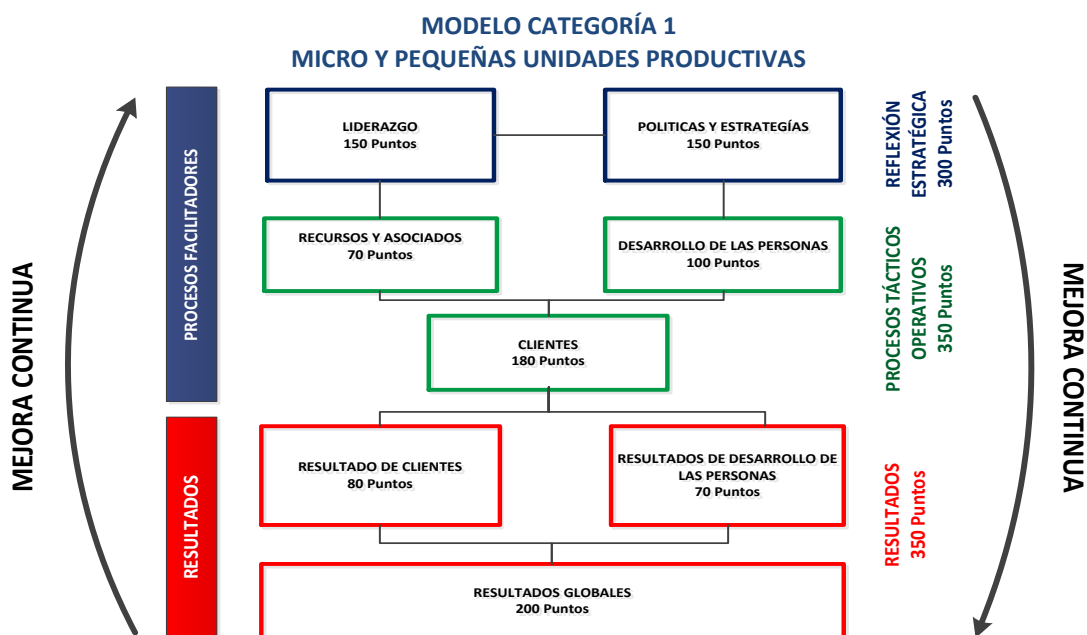 MODELO CATEGORÍA 1
MICRO Y PEQUEÑAS UNIDADES PRODUCTIVAS
MEJORA CONTINUA
PROCESOS FACILITADORES
LIDERAZGO
150 Puntos
POLITICAS Y ESTRATEGÍAS
150 Puntos
REFLEXIÓN
ESTRATÉGICA
300 Puntos
RECURSOS Y ASOCIADOS
70 Puntos
DESARROLLO DE LAS PERSONAS
100 Puntos
CLIENTES
180 Puntos
PROCESOS TÁCTICOS
OPERATIVOS
350 Puntos
MEJORA CONTINUA
RESULTADOS
RESULTADO DE CLIENTES
80 Puntos
RESULTADOS DE DESARROLLO DE
LAS PERSONAS
70 Puntos
RESULTADOS
350 Puntos
RESULTADOS GLOBALES
200 Puntos